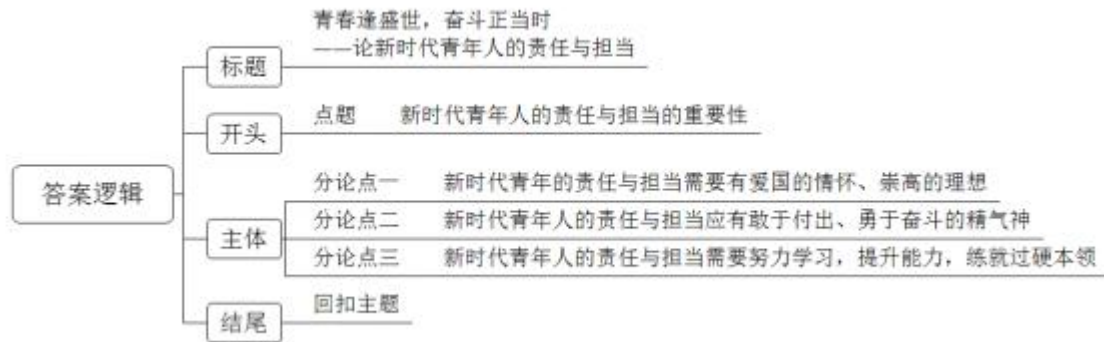 答案逻辑
标题
青春逢盛世，奋斗正当时
——论新时代青年人的责任与担当
开头
点题 新时代青年人的责任与担当的重要性
主体
分论点一 新时代青年的责任与担当需要有爱国的情怀、崇高的理想
分论点二 新时代青年人的责任与担当应有敢于付出、勇于奋斗的精气神
分论点三 新时代青年人的责任与担当需要努力学习，提升能力，练就过硬本领
结尾
回扣主题